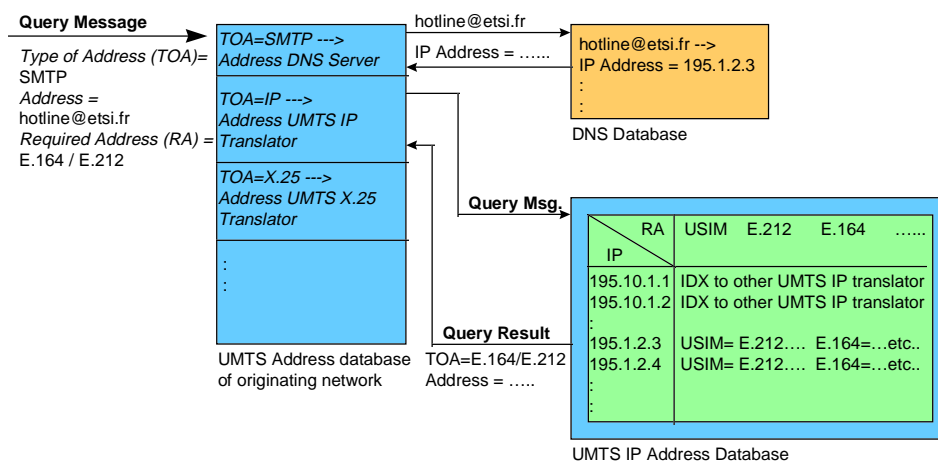 Query Message
Type of Address (TOA)=
SMTP
Address =
hotline@etsi.fr
Required Address (RA) =
E.164 / E.212
TOA=SMTP --->
Address DNS Server
TOA=IP --->
Address UMTS IP
Translator
TOA=X.25 --->
Address UMTS X.25
Translator
:
:
UMTS Address database
of originating network
hotline@etsi.fr
IP Address = …...
hotline@etsi.fr -->
IP Address = 195.1.2.3
:
:
DNS Database
Query Msg.
Query Result
TOA=E.164/E.212
Address = …..
RA USIM E.212 E.164 …...
IP
195.10.1.1 IDX to other UMTS IP translator
195.10.1.2 IDX to other UMTS IP translator
:
195.1.2.3 USIM= E.212…. E.164=…etc..
195.1.2.4 USIM= E.212…. E.164=…etc..
:
:
UMTS IP Address Database